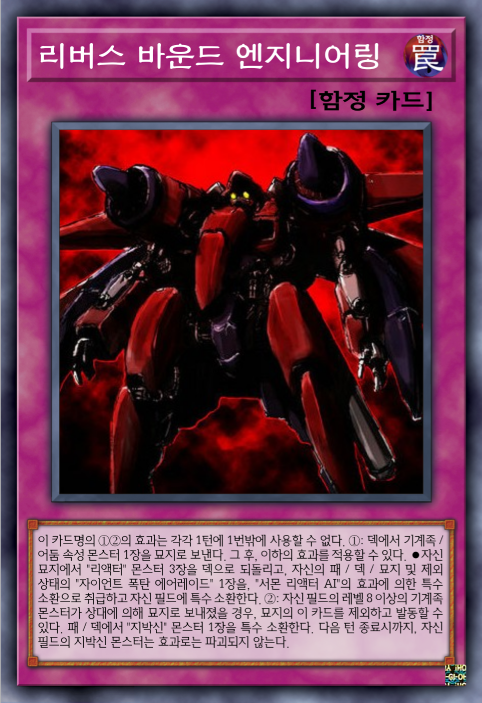 리버스 바운드 엔지니어링
함정
罠
[함정 카드]
이 카드명의 ①②의 효과는 각각 1턴에 1번밖에 사용할 수 없다. ①: 덱에서 기계족 /
어둠 속성 몬스터 1장을 묘지로 보낸다. 그 후, 이하의 효과를 적용할 수 있다. ●자신
묘지에서 "리액터" 몬스터 3장을 덱으로 되돌리고, 자신의 패 / 덱 / 묘지 및 제외
상태의 "자이언트 폭탄 에어레이드" 1장을, "서몬 리액터 AI"의 효과에 의한 특수
소환으로 취급하고 자신 필드에 특수 소환한다. ②: 자신 필드의 레벨 8 이상의 기계족
몬스터가 상대에 의해 묘지로 보내졌을 경우, 묘지의 이 카드를 제외하고 발동할 수
있다. 패 / 덱에서 "지박신" 몬스터 1장을 특수 소환한다. 다음 턴 종료시까지, 자신
필드의 지박신 몬스터는 효과로는 파괴되지 않는다.